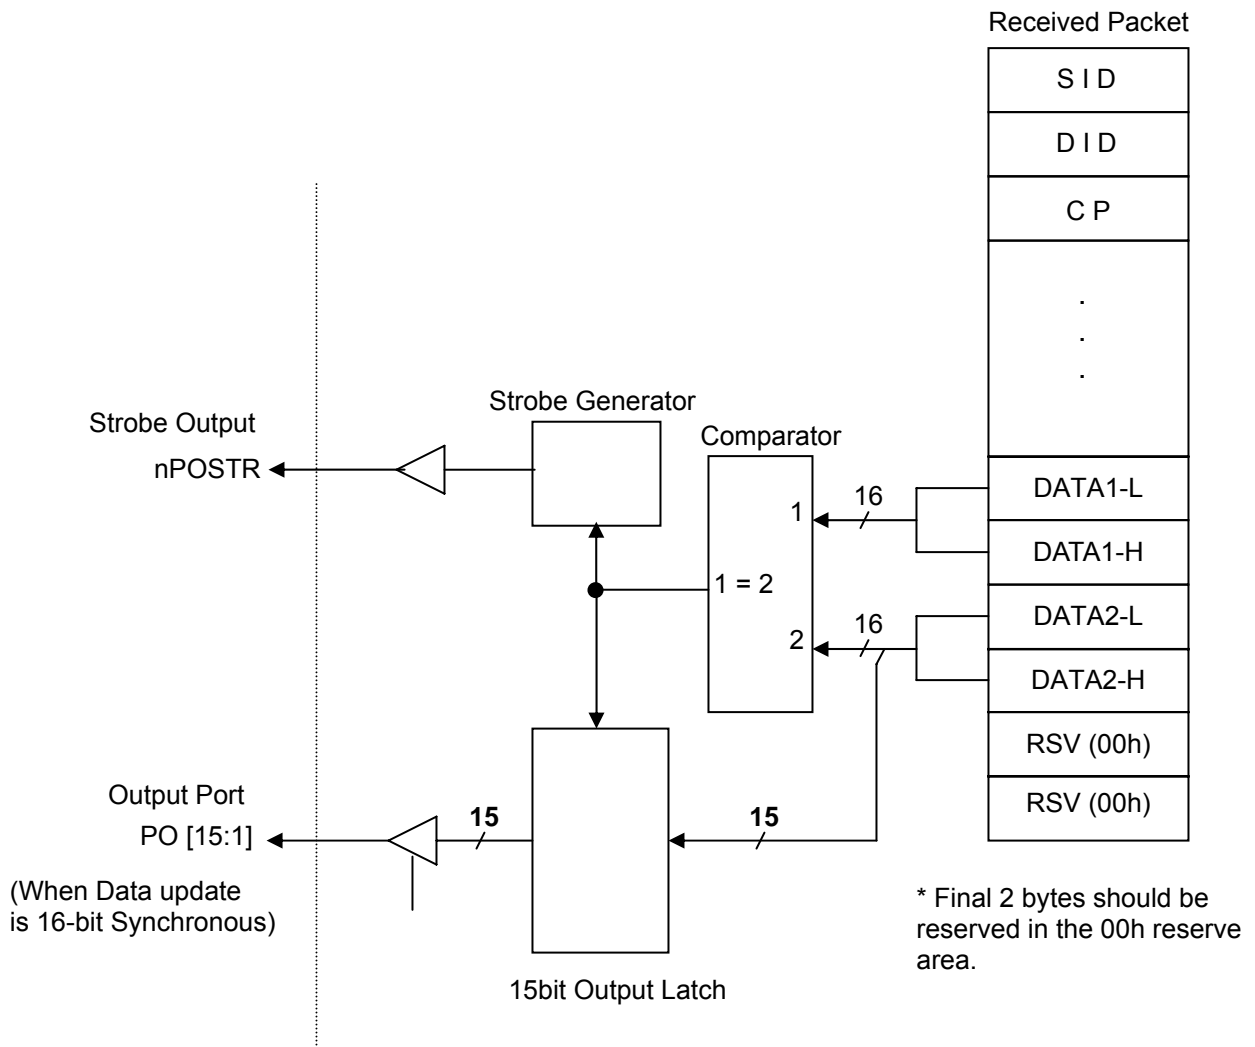 Received Packet
S I D
D I D
C P
.
.
.
Strobe Generator
Strobe Output
nPOSTR
Comparator
1
16
DATA1-L
DATA1-H
1 = 2
2
16
DATA2-L
DATA2-H
RSV (00h)
RSV (00h)
Output Port
PO [15:1]
15
15
(When Data update
is 16-bit Synchronous)
15bit Output Latch
* Final 2 bytes should be
reserved in the 00h reserve
area.